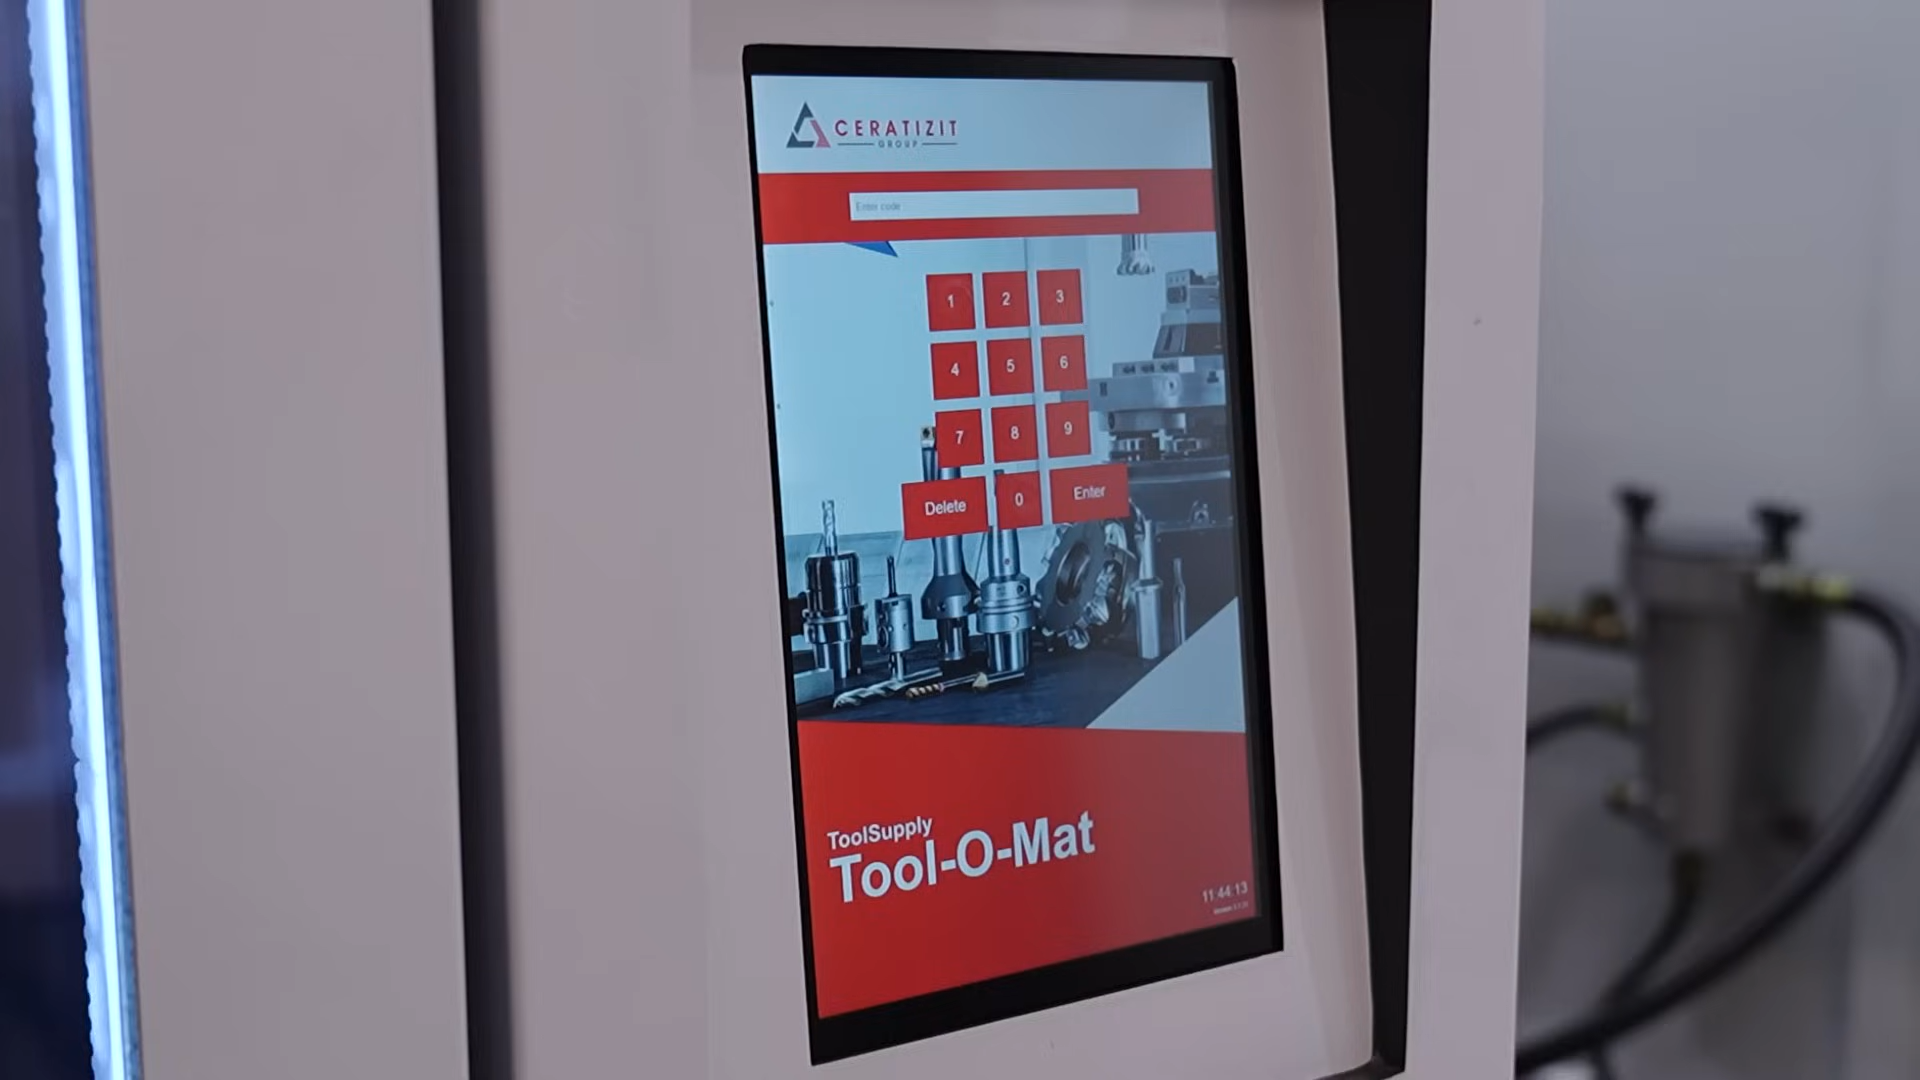 CERATIZIT
GROUP
Enter code
1 2 3
4 5 6
7 8 9
Delete 0 Enter
ToolSupply
Tool-O-Mat
11:44:13